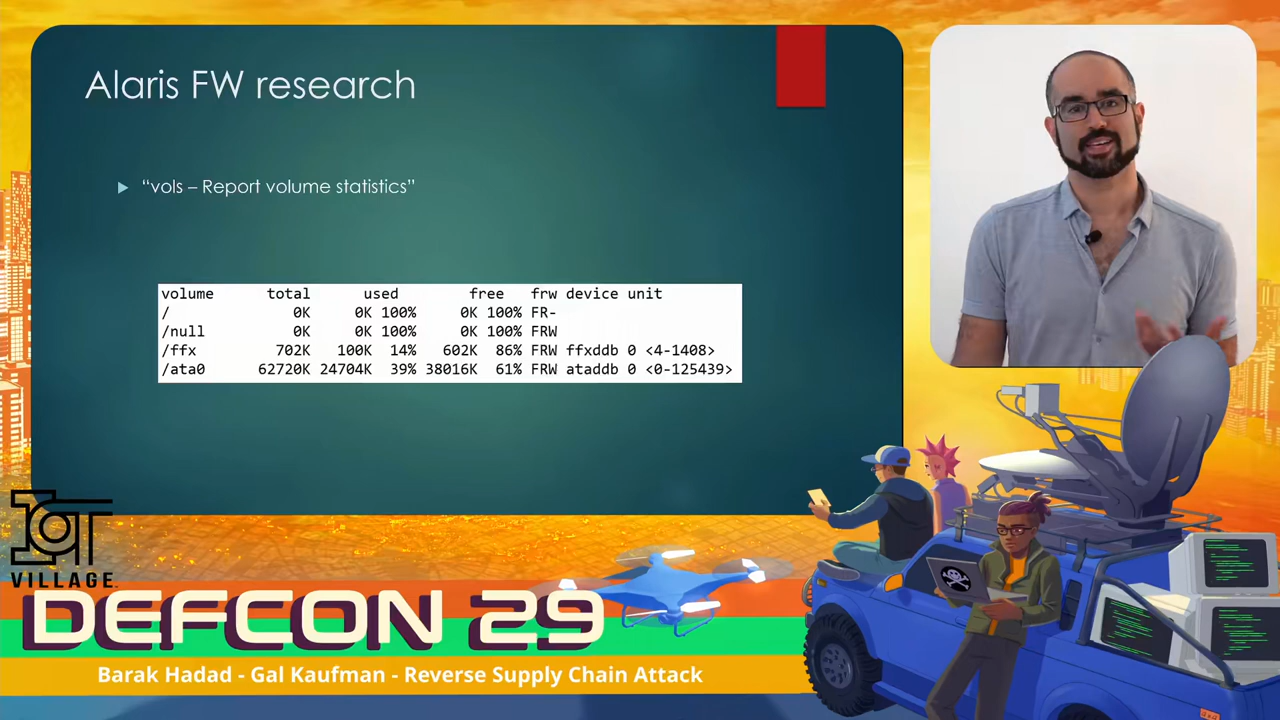 Alaris FW research
“vols – Report volume statistics”
volume total used free frw device unit
/ 0K 0K 100% 0K 100% FR-
/null 0K 0K 100% 0K 100% FRW
/ffx 702K 100K 14% 602K 86% FRW ffxddb 0 <4-1408>
/ata0 62720K 24704K 39% 38016K 61% FRW ataddb 0 <0-125439>
IOT
VILLAGE
DEFCON 29
Barak Hadad - Gal Kaufman - Reverse Supply Chain Attack